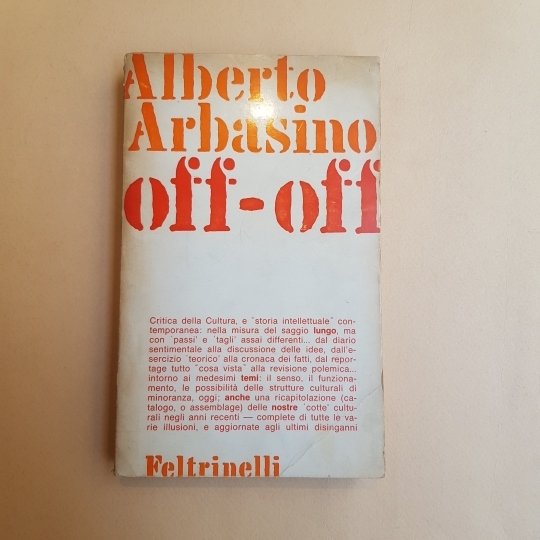 Alberto
Arbasino
off-off
Critica della Cultura, e "storia intellettuale" con-
temporanea: nella misura del saggio lungo, ma
con 'passi' e 'tagli' assai differenti... dal diario
sentimentale alla discussione delle idee, dall'e-
sercizio 'teorico' alla cronaca dei fatti, dal repor-
tage tutto "cosa vista" alla revisione polemica...
intorno ai medesimi temi: il senso, il funziona-
mento, le possibilità delle strutture culturali di
minoranza, oggi; anche una ricapitolazione (ca-
talogo, o assemblage) delle nostre 'cotte' cultu-
rali negli anni recenti — complete di tutte le va-
rie illusioni, e aggiornate agli ultimi disinganni
Feltrinelli